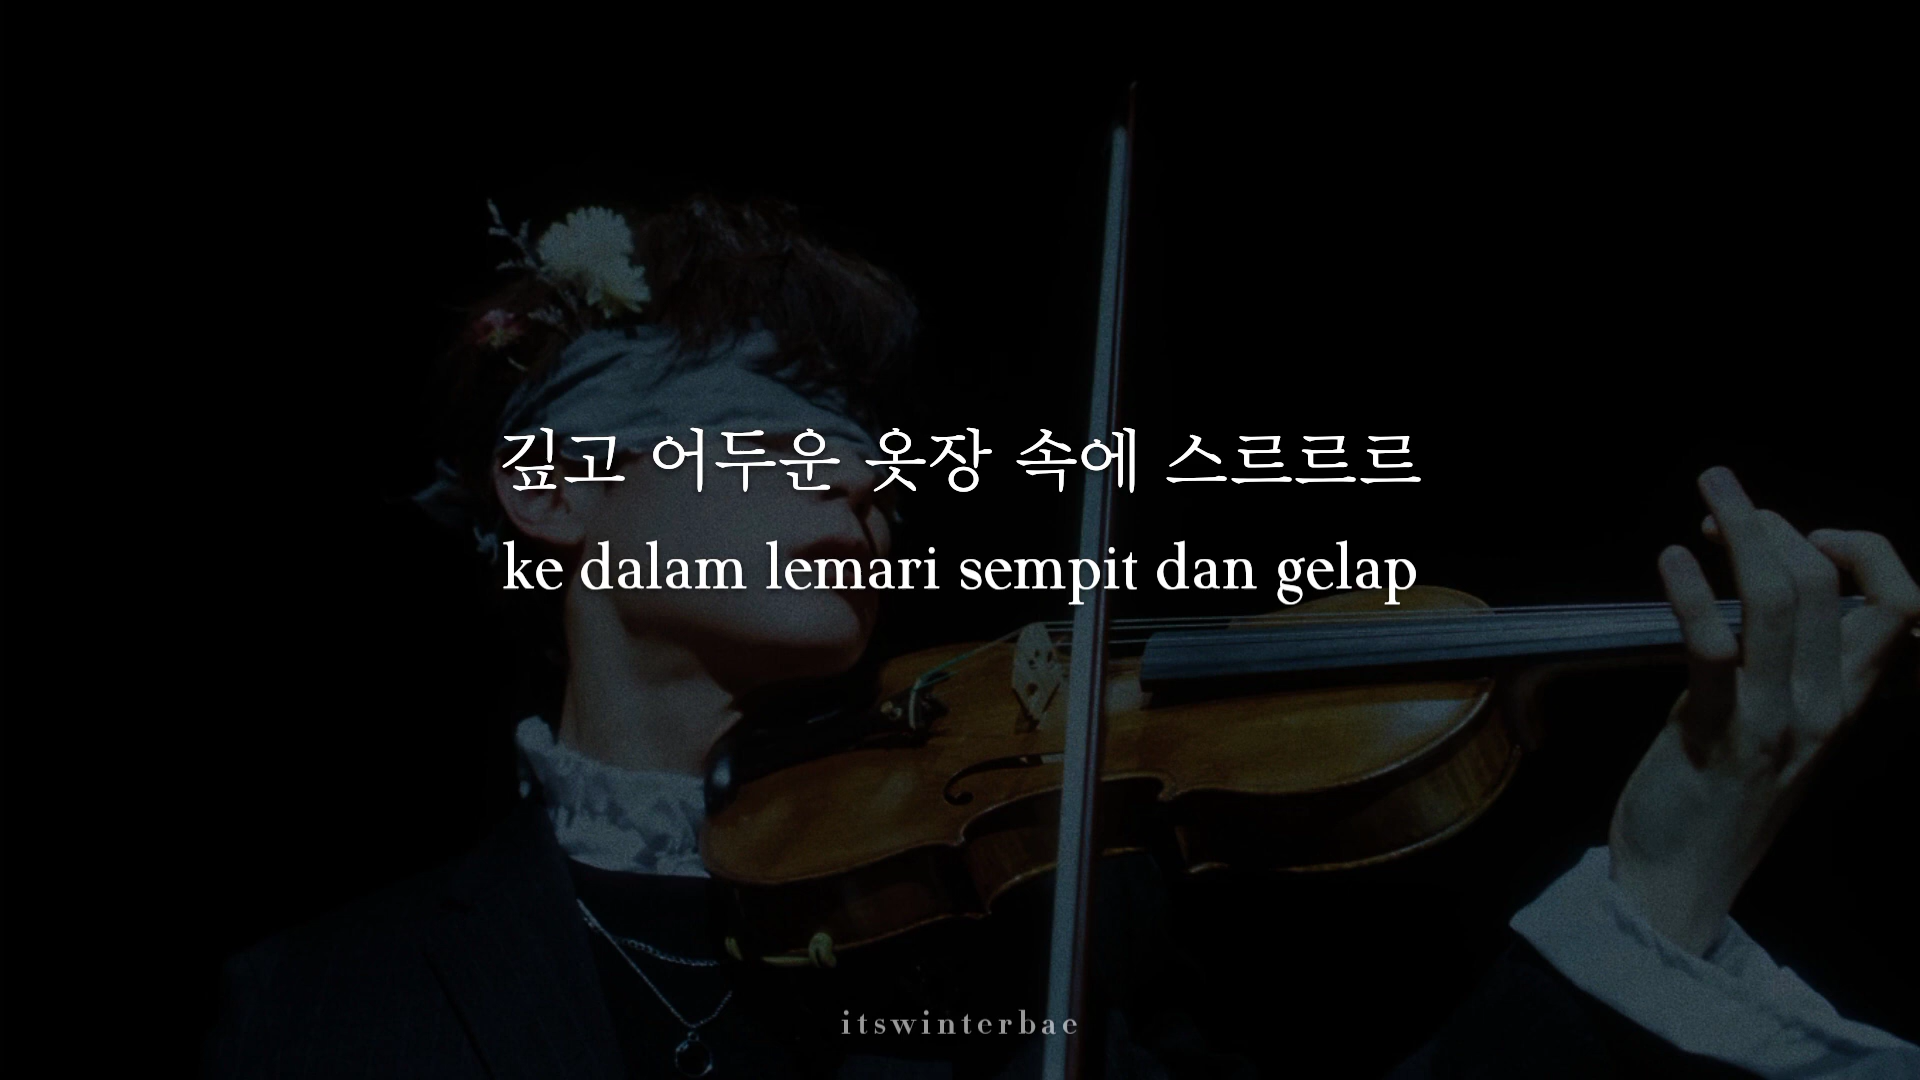 깊고 어두운 옷장 속에 스르르르
ke dalam lemari sempit dan gelap
itswinterbae